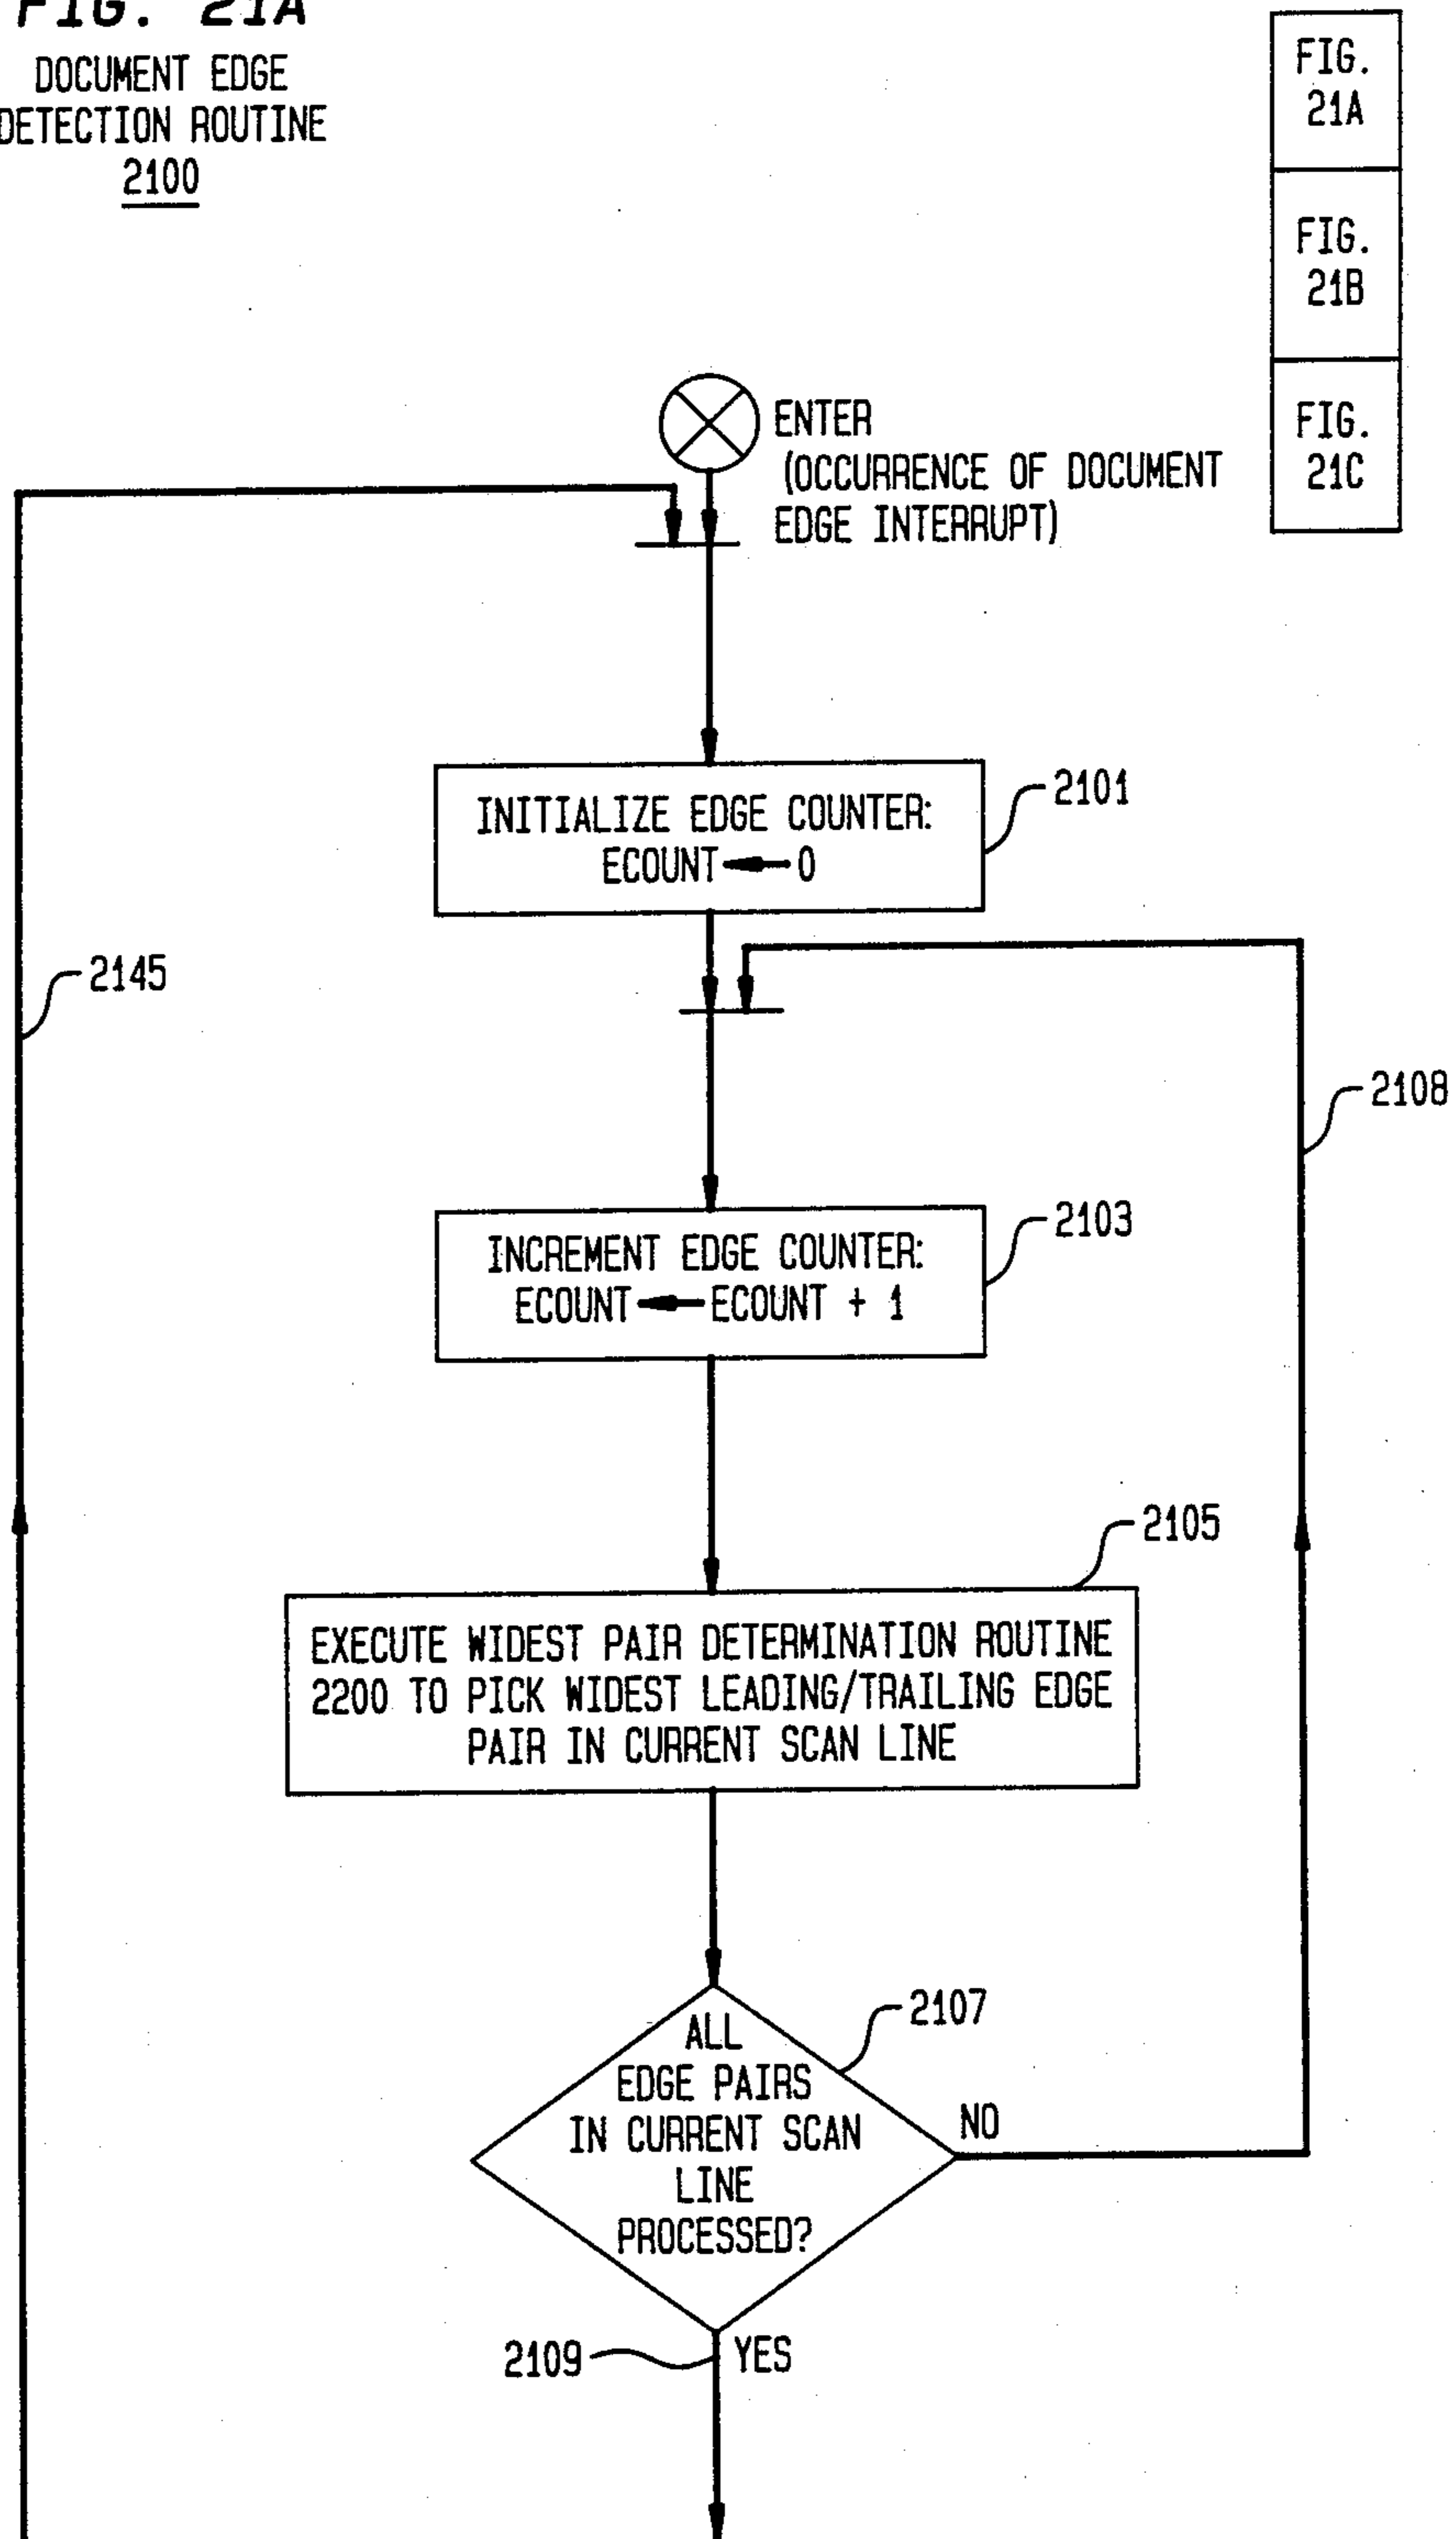 FIG. 21A
DOCUMENT EDGE
DETECTION ROUTINE
2100
FIG.
21A
FIG.
21B
FIG.
21C
ENTER
(OCCURRENCE OF DOCUMENT
EDGE INTERRUPT)
INITIALIZE EDGE COUNTER:
ECOUNT ← 0
2101
2145
2108
INCREMENT EDGE COUNTER:
ECOUNT ← ECOUNT + 1
2103
2105
EXECUTE WIDEST PAIR DETERMINATION ROUTINE
2200 TO PICK WIDEST LEADING/TRAILING EDGE
PAIR IN CURRENT SCAN LINE
2107
ALL
EDGE PAIRS
IN CURRENT SCAN
LINE
PROCESSED?
NO
2109
YES